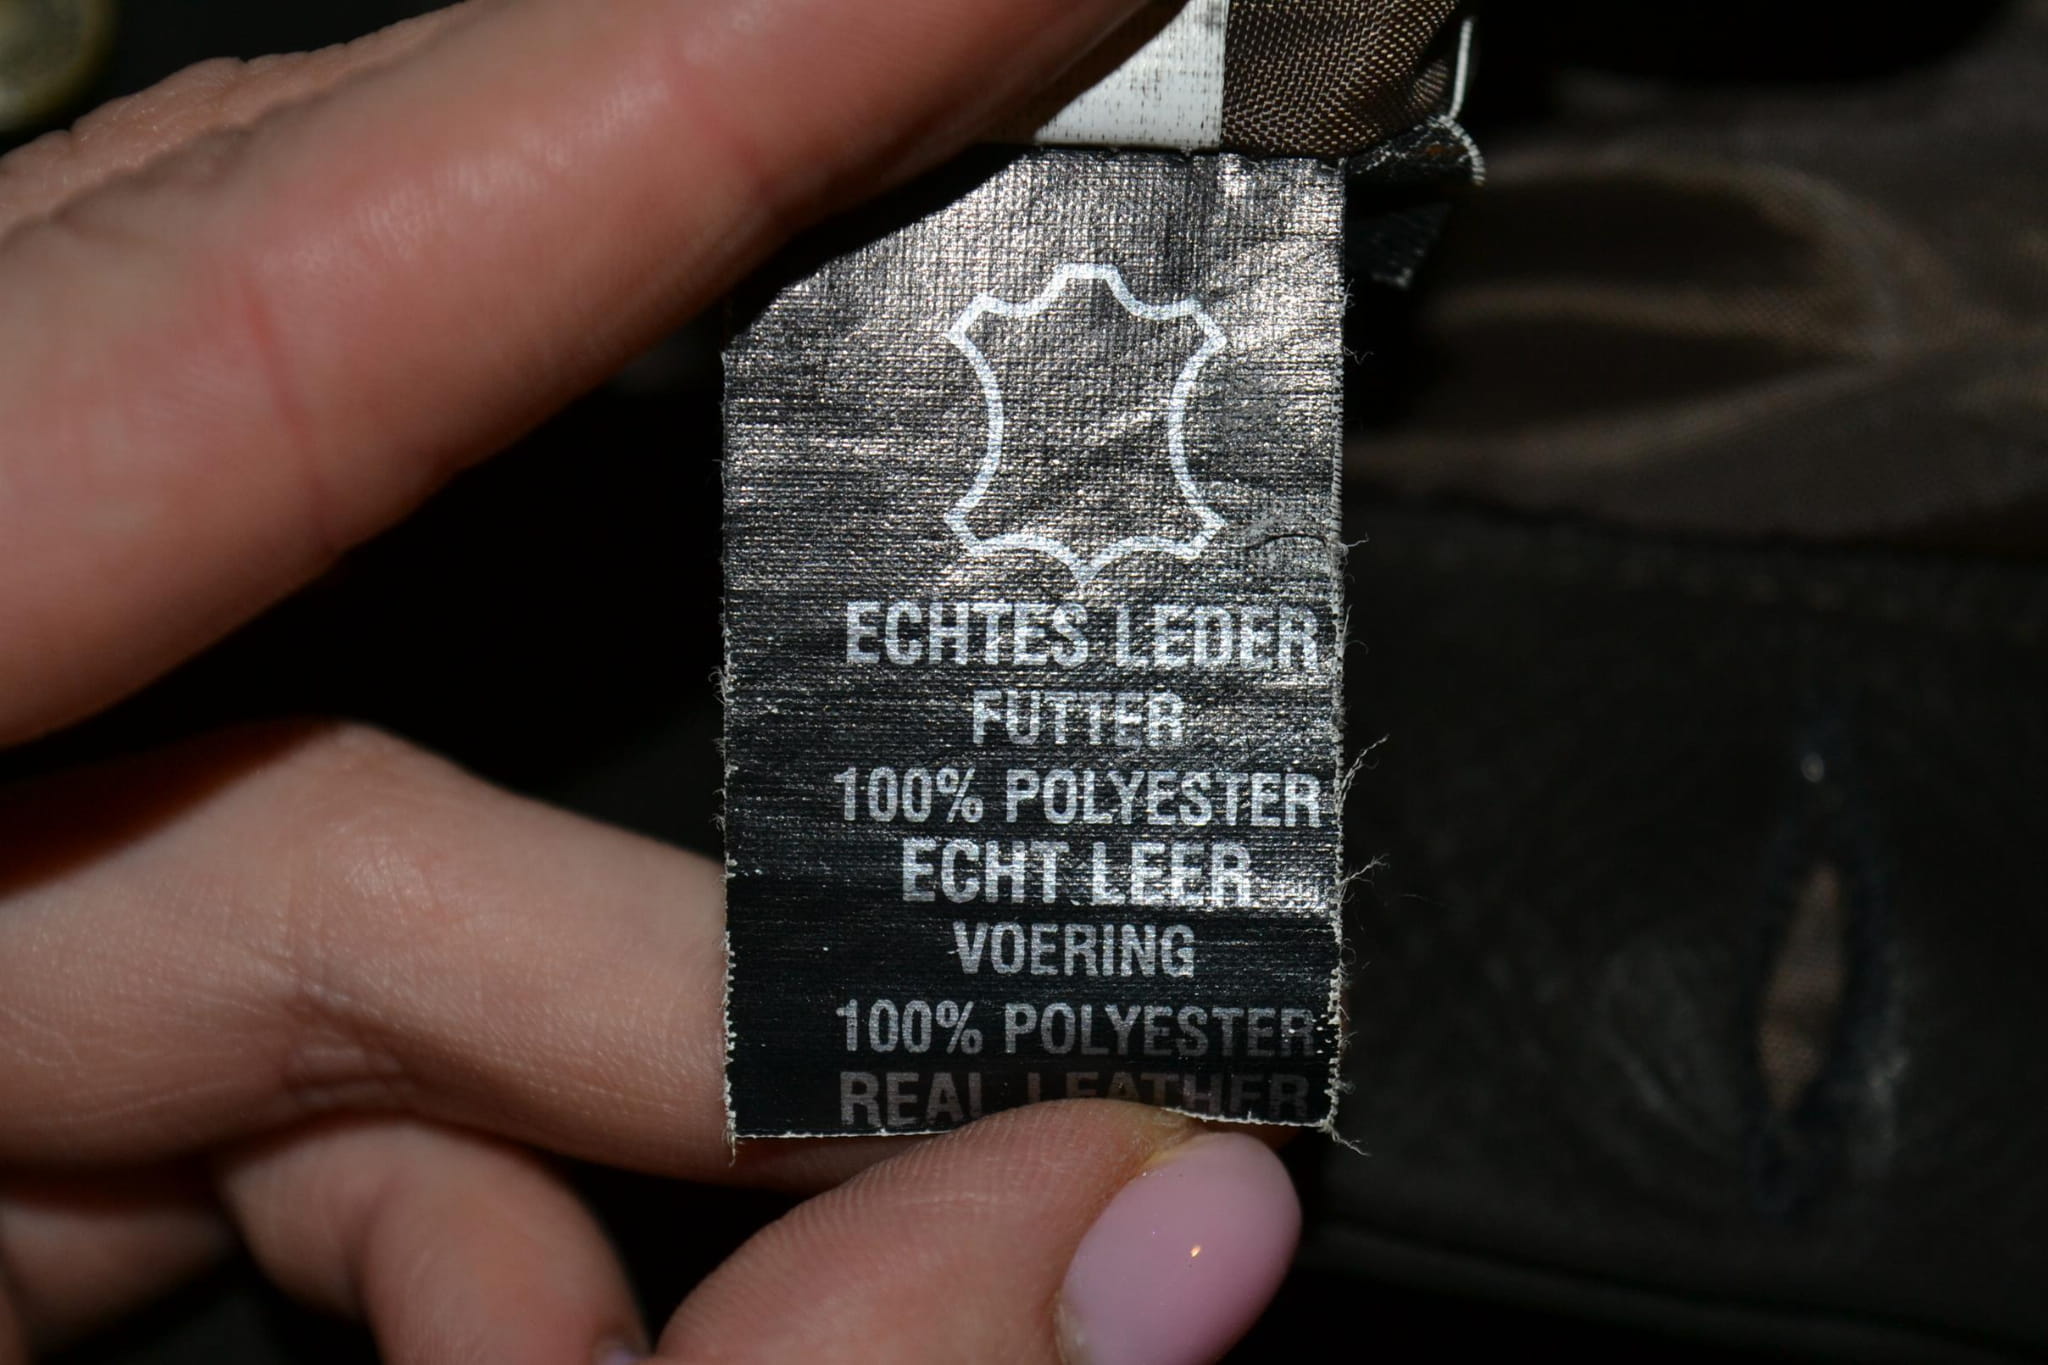 ECHTES LEDER
FUTTER
100% POLYESTER
ECHT LEER
VOERING
100% POLYESTER
REAL LEATHER